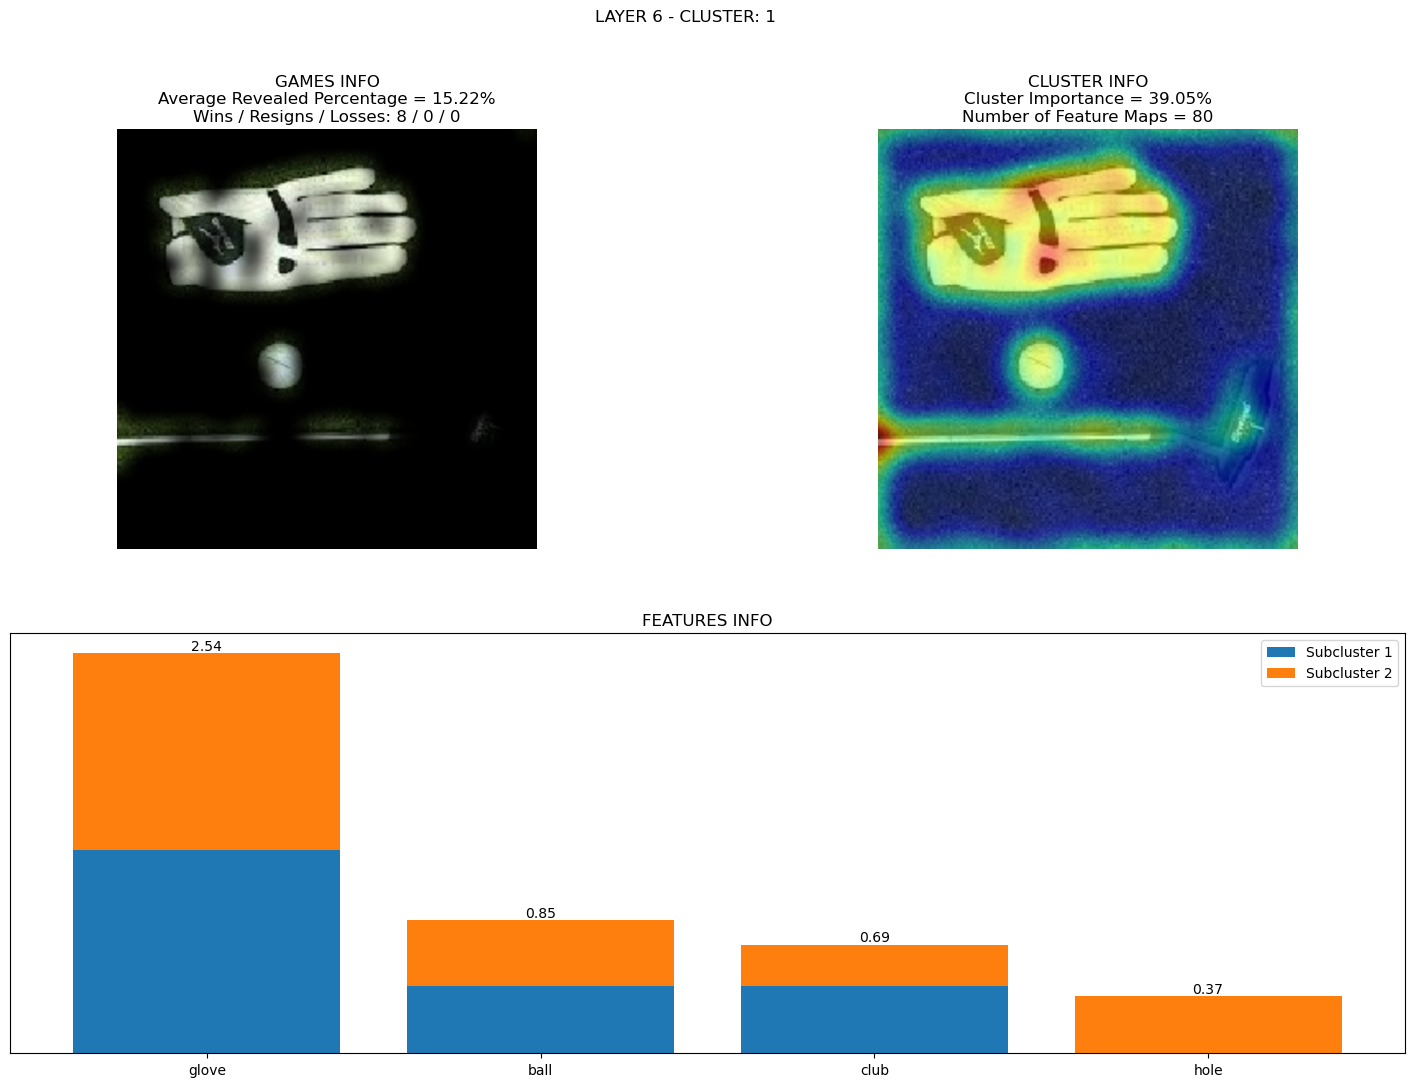 LAYER 6 - CLUSTER: 1
GAMES INFO
Average Revealed Percentage = 15.22%
Wins / Resigns / Losses: 8 / 0 / 0
CLUSTER INFO
Cluster Importance = 39.05%
Number of Feature Maps = 80
FEATURES INFO
Subcluster 1
Subcluster 2
2.54
0.85
0.69
0.37
glove
ball
club
hole